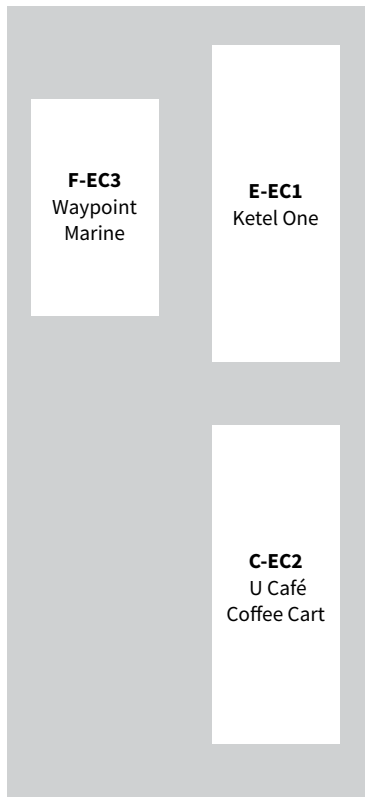 F-EC3
Waypoint
Marine
E-EC1
Ketel One
C-EC2
U Café
Coffee Cart